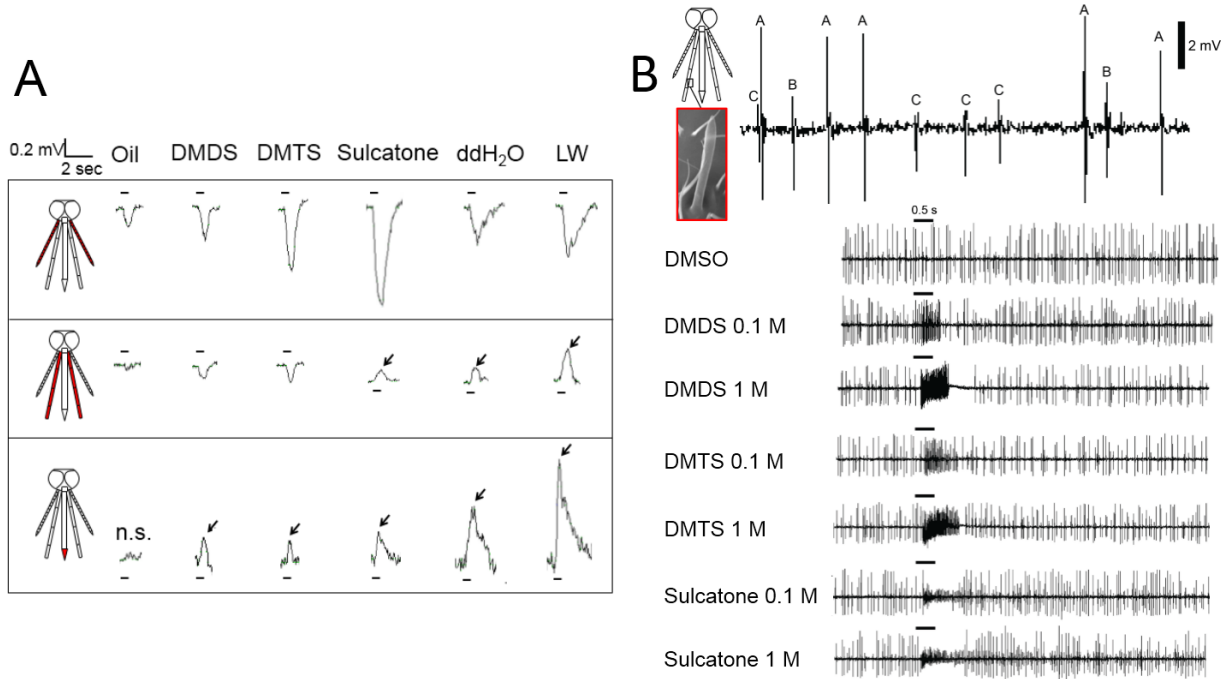 A
0.2 mV
2 sec
Oil DMDS DMTS Sulcatone ddH2O LW
n.s.
B
A A A A A
B B
C C C C
2 mV
0.5 s
DMSO
DMDS 0.1 M
DMDS 1 M
DMTS 0.1 M
DMTS 1 M
Sulcatone 0.1 M
Sulcatone 1 M